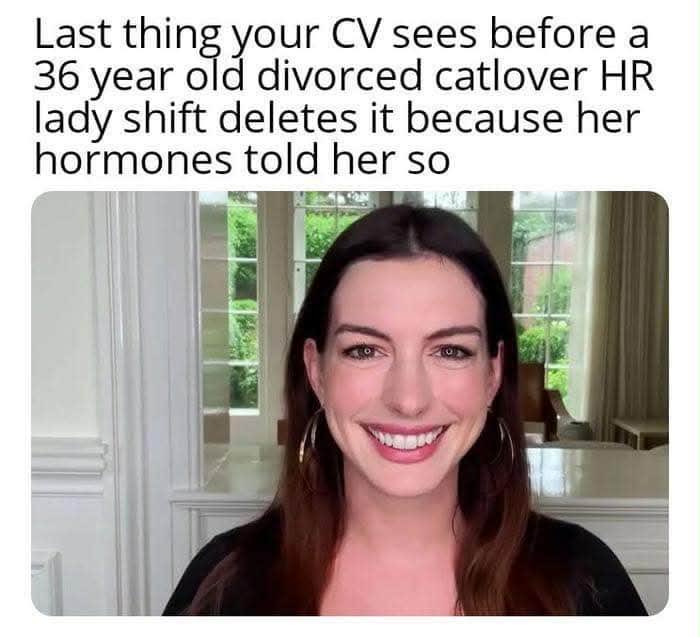 Last thing your CV sees before a
36 year old divorced catlover HR
lady shift deletes it because her
hormones told her so